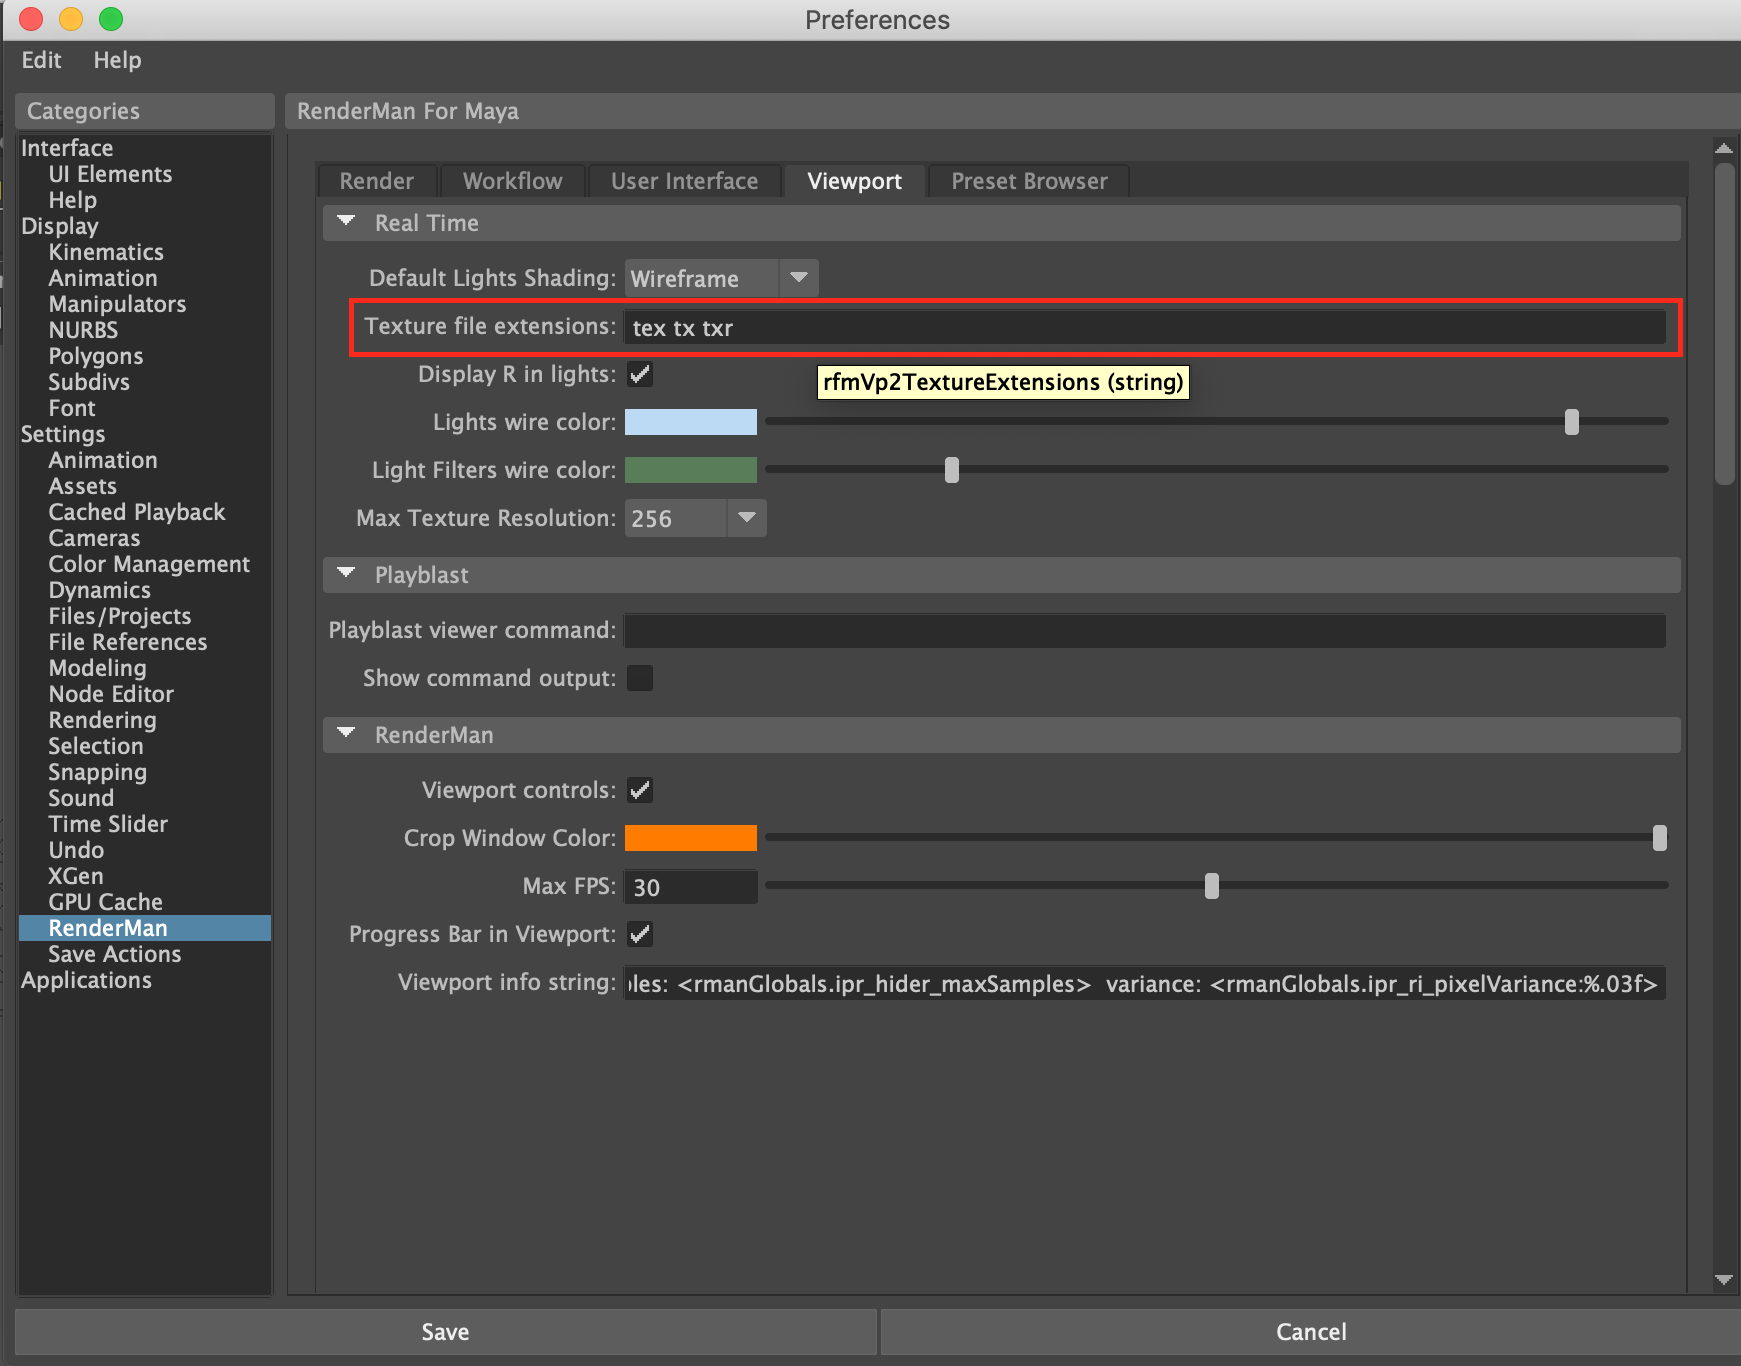 Preferences
Edit Help
Categories
Interface
UI Elements
Help
Display
Kinematics
Animation
Manipulators
NURBS
Polygons
Subdivs
Font
Settings
Animation
Assets
Cached Playback
Cameras
Color Management
Dynamics
Files/Projects
File References
Modeling
Node Editor
Rendering
Selection
Snapping
Sound
Time Slider
Undo
XGen
GPU Cache
RenderMan
Save Actions
Applications
RenderMan For Maya
Render Workflow User Interface Viewport Preset Browser
Real Time
Default Lights Shading: Wireframe
Texture file extensions: tex tx txr
Display R in lights:
rfmVp2TextureExtensions (string)
Lights wire color:
Light Filters wire color:
Max Texture Resolution: 256
Playblast
Playblast viewer command:
Show command output:
RenderMan
Viewport controls:
Crop Window Color:
Max FPS: 30
Progress Bar in Viewport:
Viewport info string: les: <rmanGlobals.ipr_hider_maxSamples> variance: <rmanGlobals.ipr_ri_pixelVariance:%.03f>
Save Cancel